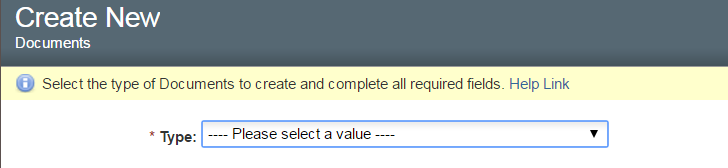 Create New
Documents
Select the type of Documents to create and complete all required fields. Help Link
* Type: ---- Please select a value ----